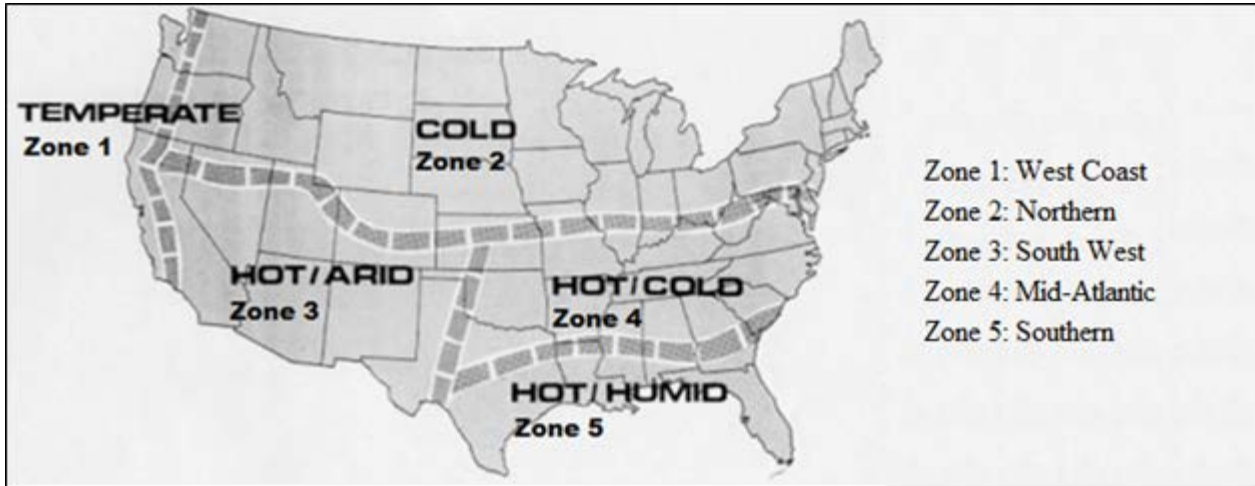 TEMPERATE
Zone 1
COLD
Zone 2
HOT/ARID
Zone 3
HOT/COLD
Zone 4
HOT/HUMID
Zone 5
Zone 1: West Coast
Zone 2: Northern
Zone 3: South West
Zone 4: Mid-Atlantic
Zone 5: Southern